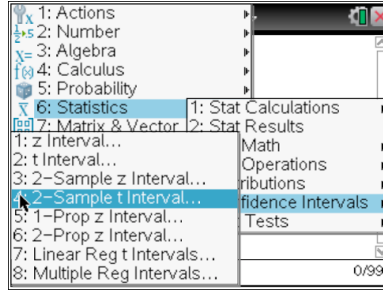 1: Actions
2: Number
3: Algebra
4: Calculus
5: Probability
6: Statistics
7: Matrix & Vector
1: Stat Calculations
2: Stat Results
Math
Operations
ributions
fidence Intervals
Tests
1: z Interval...
2: t Interval...
3: 2-Sample z Interval...
4: 2-Sample t Interval...
5: 1-Prop z Interval...
6: 2-Prop z Interval...
7: Linear Reg t Intervals...
8: Multiple Reg Intervals...
0/99